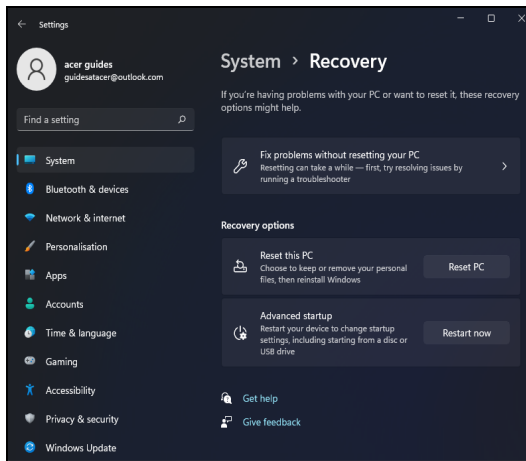 Settings
acer guides
guidesatacer@outlook.com
Find a setting
System
Bluetooth & devices
Network & internet
Personalisation
Apps
Accounts
Time & language
Gaming
Accessibility
Privacy & security
Windows Update
System > Recovery
If you're having problems with your PC or want to reset it, these recovery
options might help.
Fix problems without resetting your PC
Resetting can take a while — first, try resolving issues by
running a troubleshooter
Recovery options
Reset this PC
Choose to keep or remove your personal
files, then reinstall Windows
Reset PC
Advanced startup
Restart your device to change startup
settings, including starting from a disc or
USB drive
Restart now
Get help
Give feedback